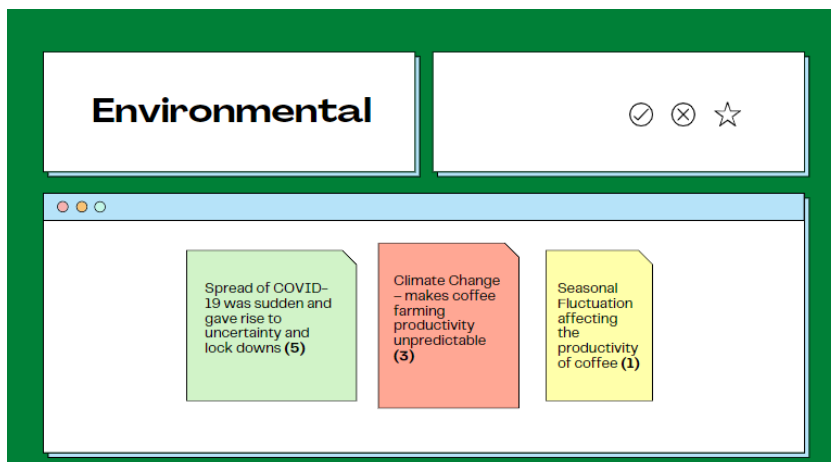 Environmental
Spread of COVID-
19 was sudden and
gave rise to
uncertainty and
lock downs (5)
Climate Change
– makes coffee
farming
productivity
unpredictable
(3)
Seasonal
Fluctuation
affecting
the
productivity
of coffee (1)